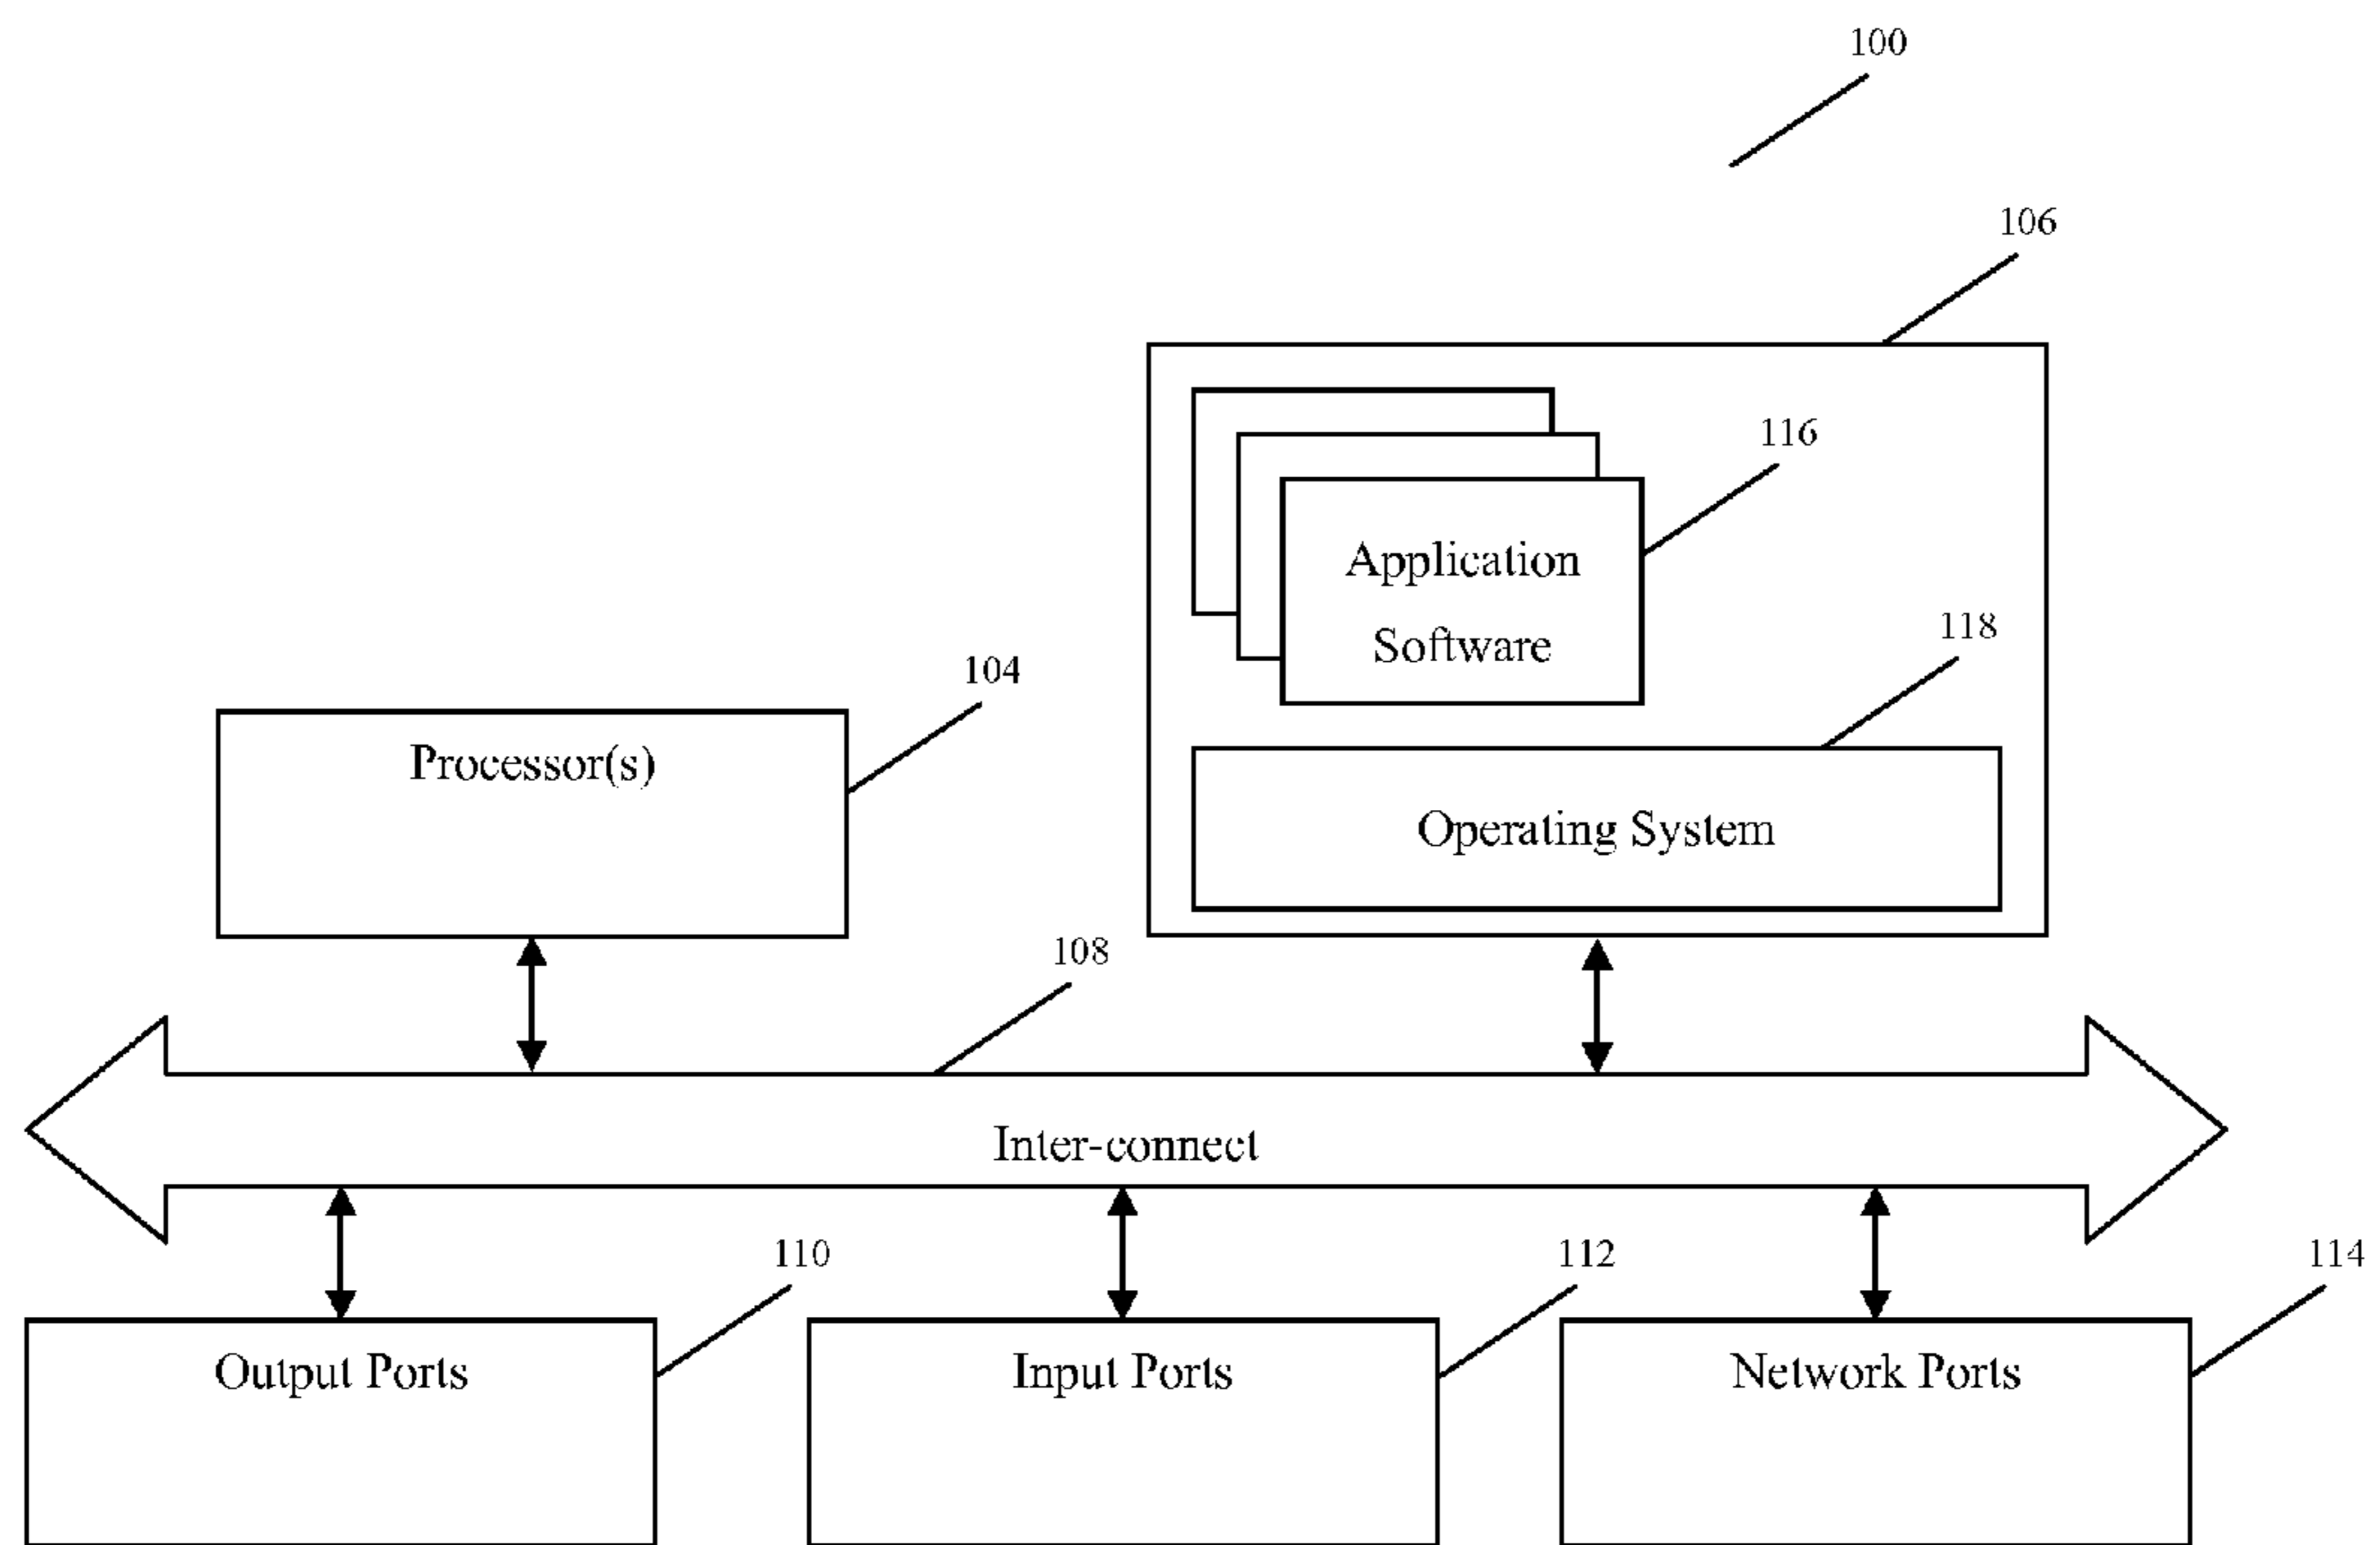 100
106
116
Application
Software
118
104
Processor(s)
Operating System
108
Inter-connect
110
112
114
Output Ports
Input Ports
Network Ports